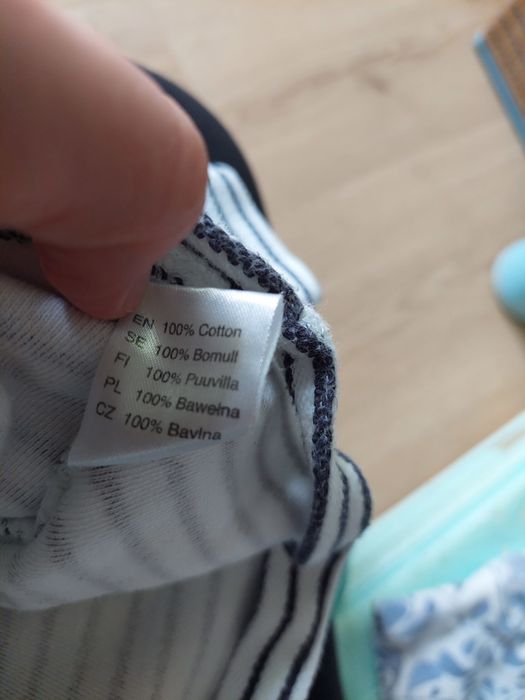 EN 100% Cotton
SE 100% Bomull
FI 100% Puuvilla
PL 100% Bawełna
CZ 100% Bavlna